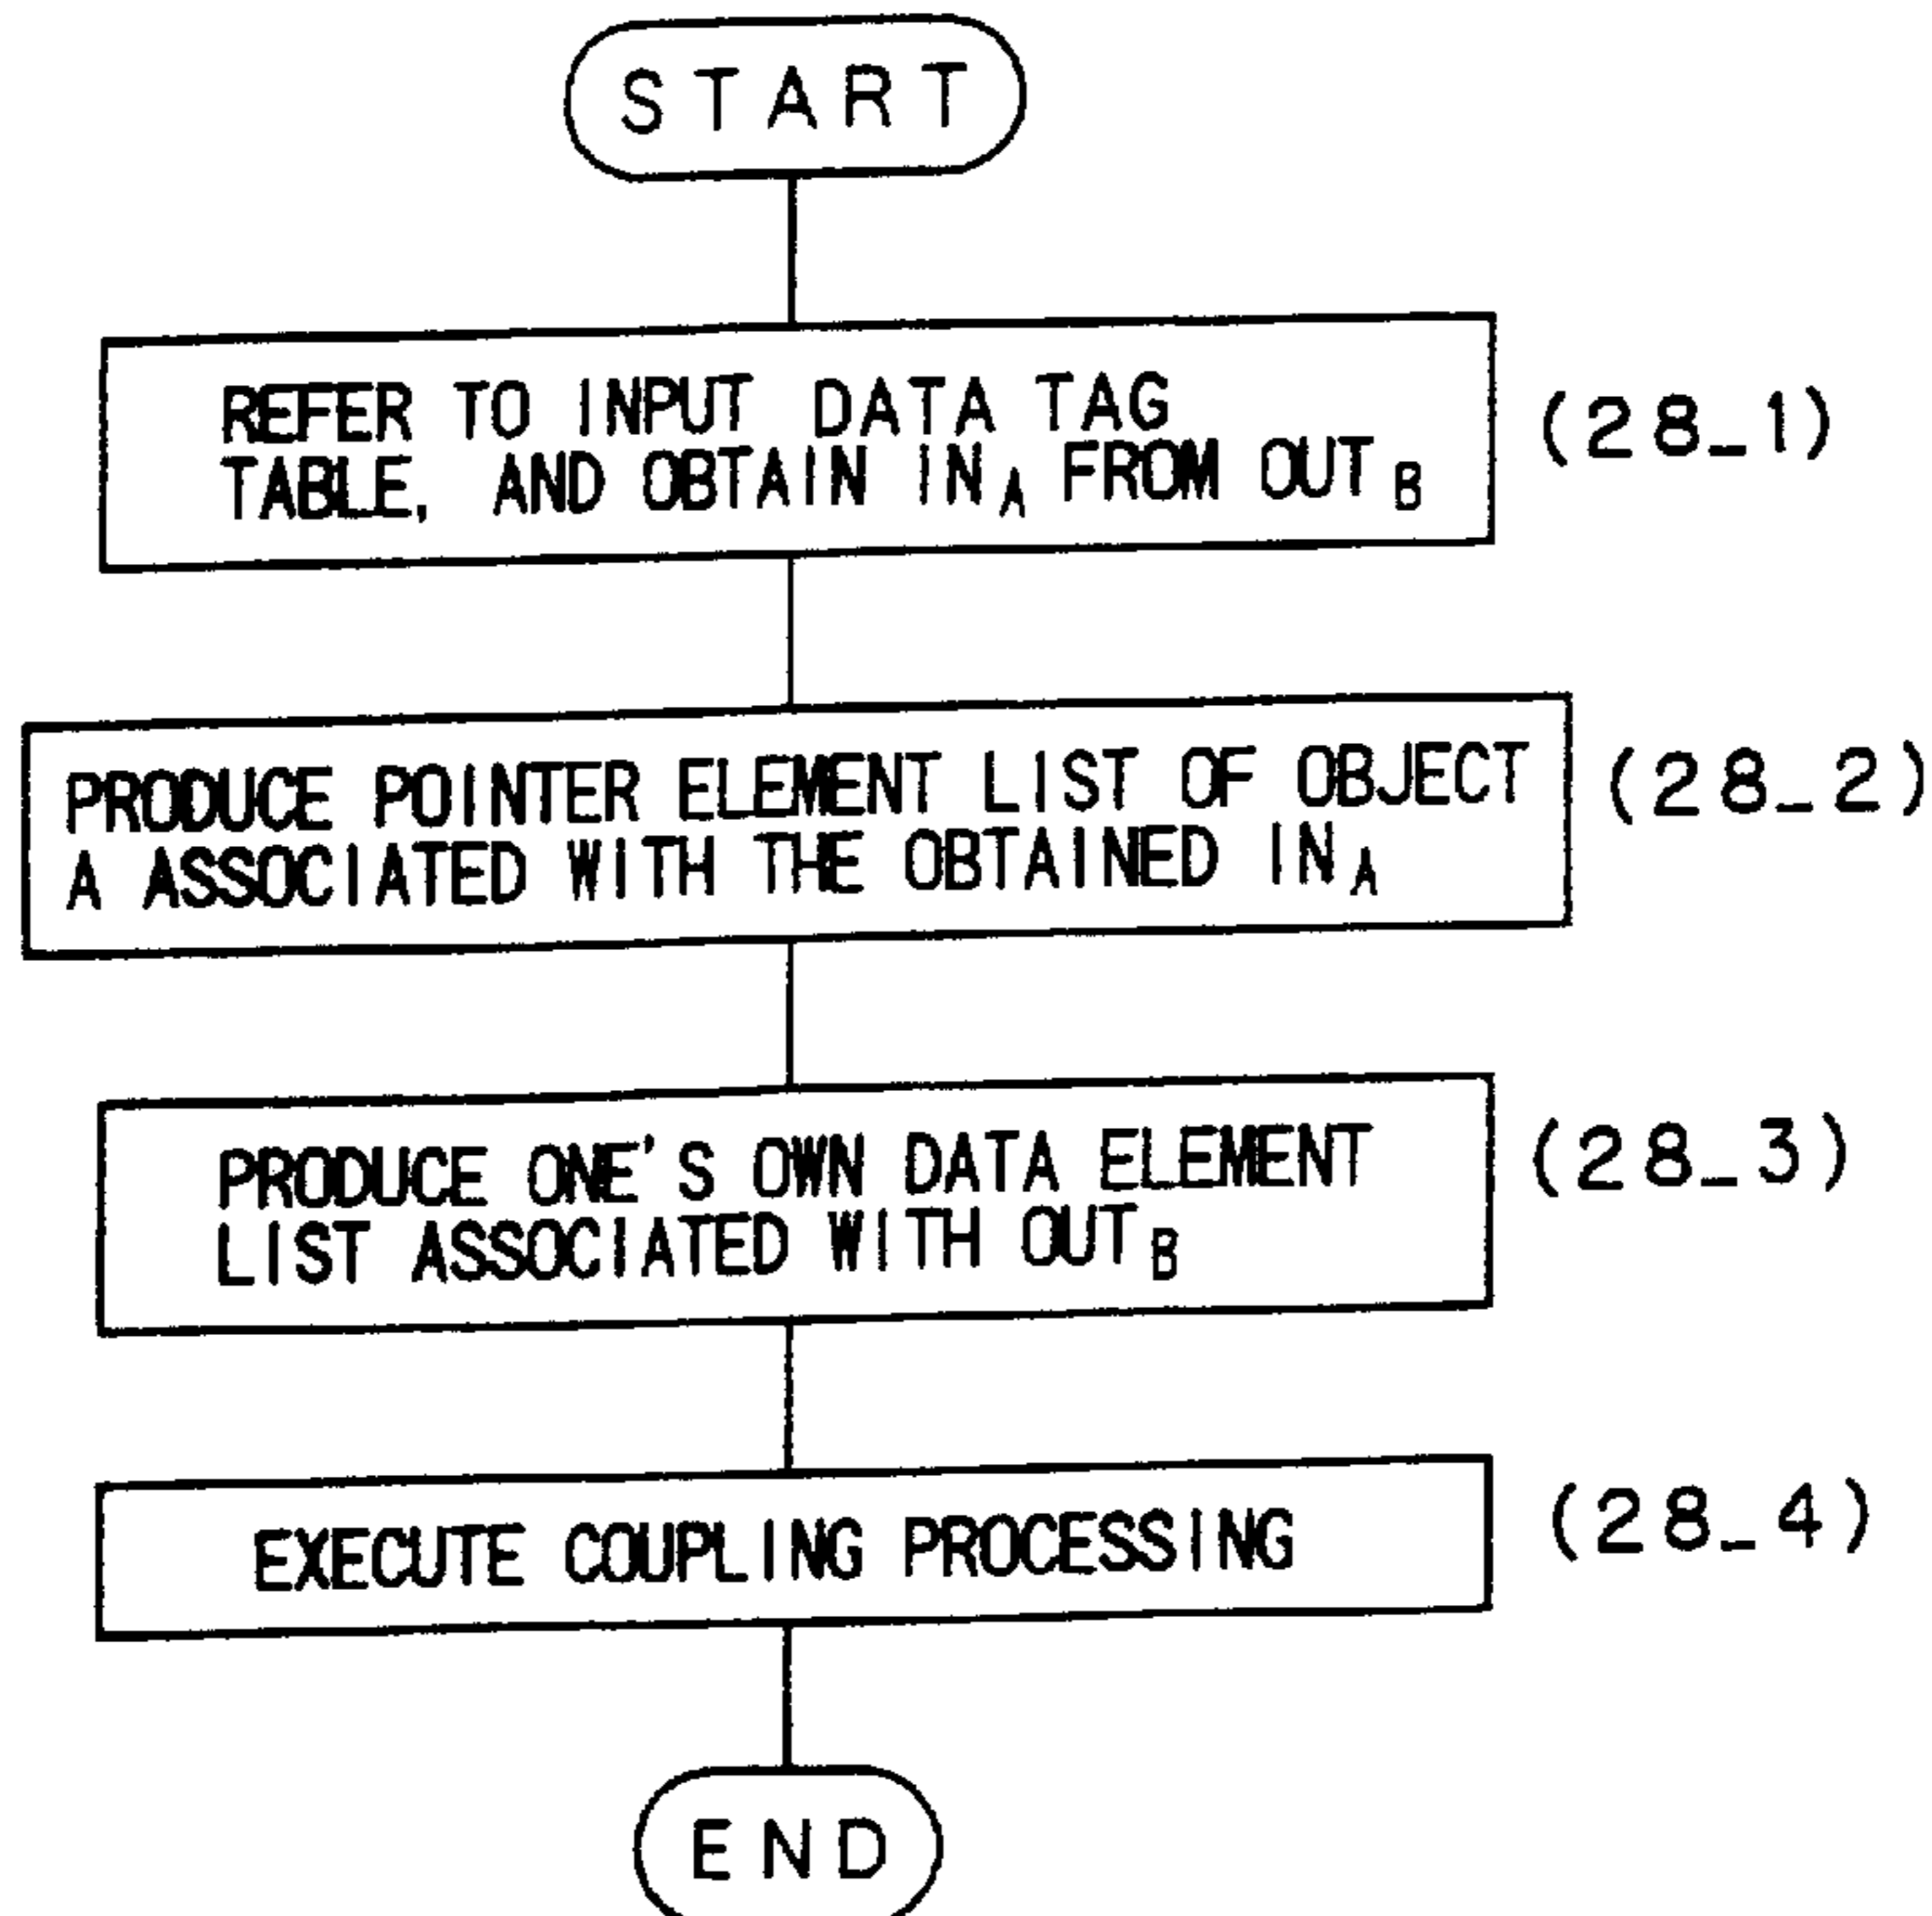 START
REFER TO INPUT DATA TAG (28_1)
TABLE, AND OBTAIN IN_A FROM OUT_B
PRODUCE POINTER ELEMENT LIST OF OBJECT (28_2)
A ASSOCIATED WITH THE OBTAINED IN_A
PRODUCE ONE'S OWN DATA ELEMENT (28_3)
LIST ASSOCIATED WITH OUT_B
EXECUTE COUPLING PROCESSING (28_4)
END